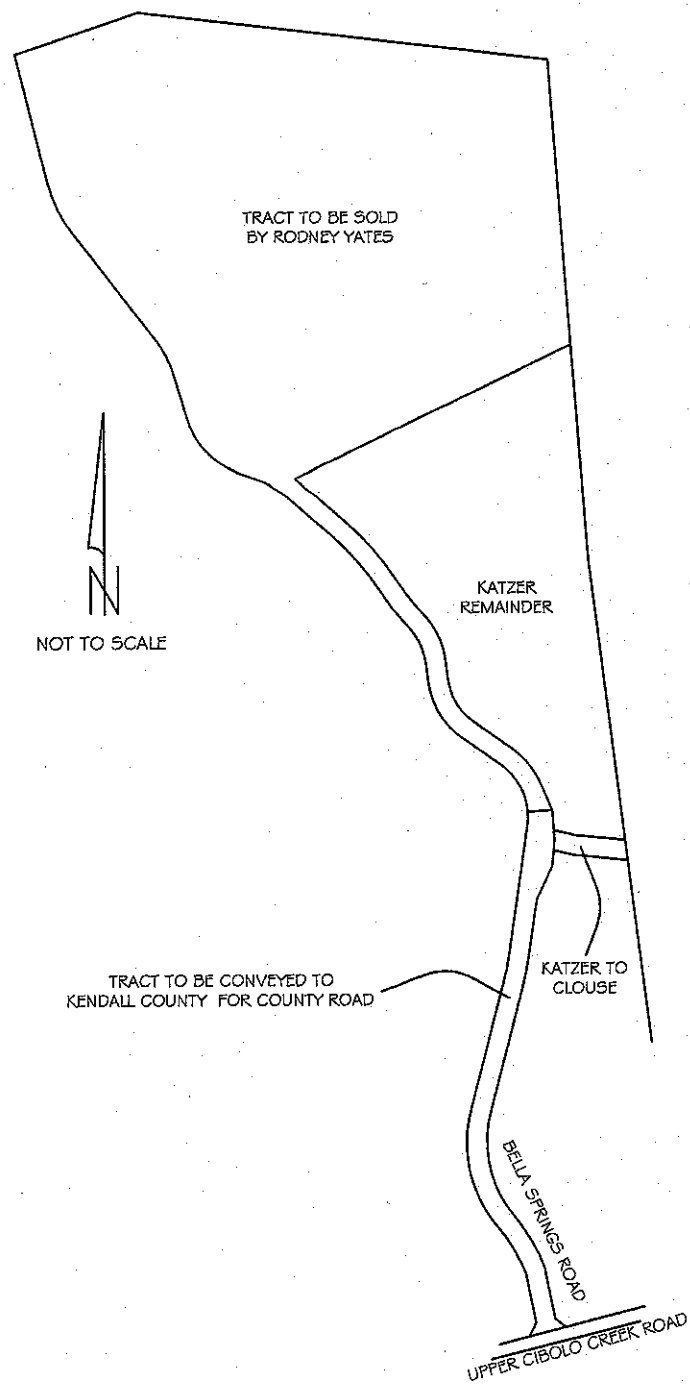 TRACT TO BE SOLD
BY RODNEY YATES
N
NOT TO SCALE
KATZER
REMAINDER
TRACT TO BE CONVEYED TO
KENDALL COUNTY FOR COUNTY ROAD
KATZER TO
CLOUSE
BELLA SPRINGS ROAD
UPPER CIBOLO CREEK ROAD